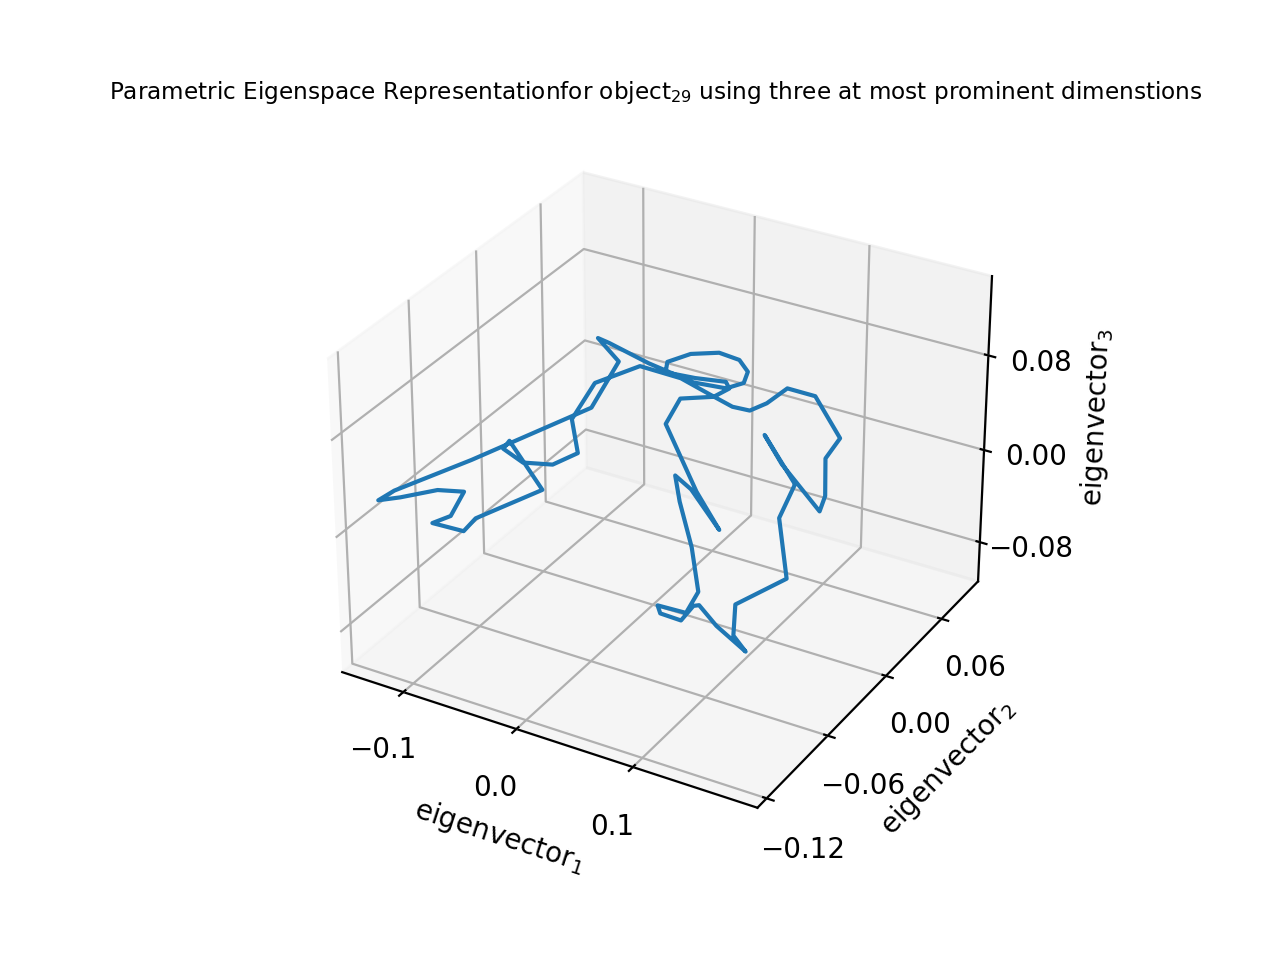 Parametric Eigenspace Representationfor object₂₉ using three at most prominent dimenstions
0.08
0.00
−0.08
eigenvector₃
0.06
0.00
−0.06
−0.12
eigenvector₂
−0.1
0.0
0.1
eigenvector₁